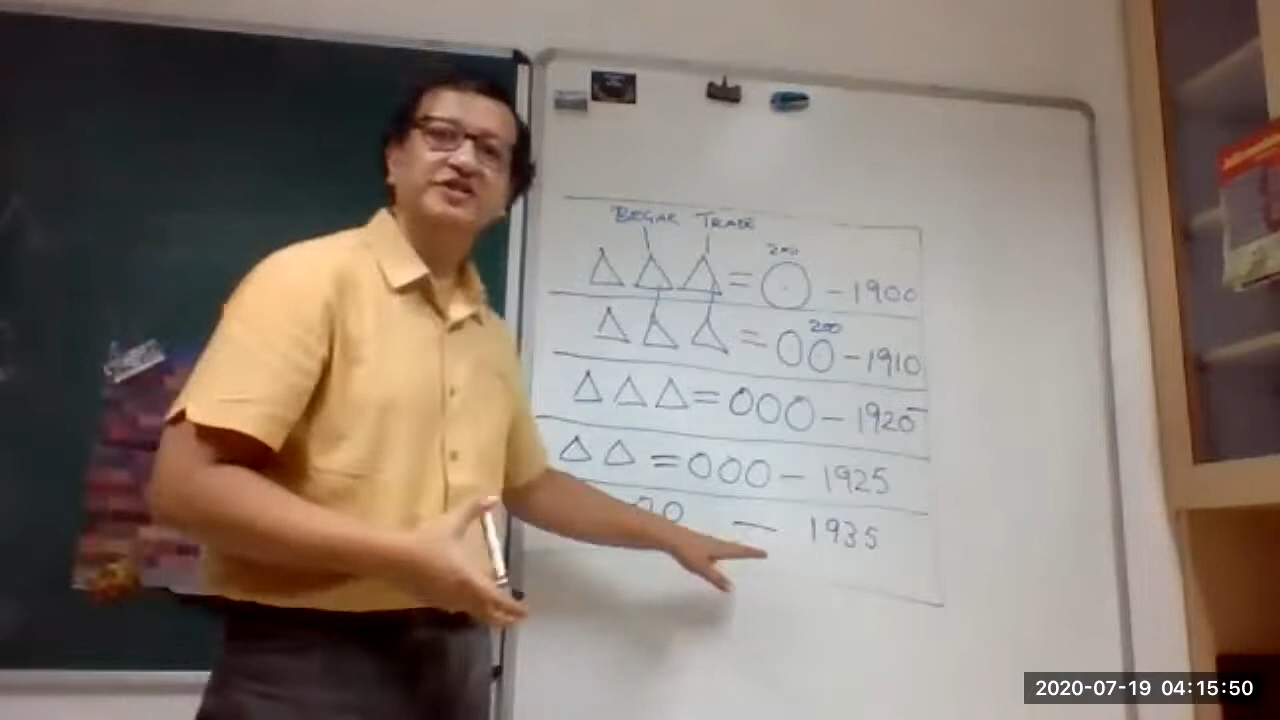 BEGAR TRADE
200
△ △ △ = ○ – 1900
200
△ △ △ = ○○ – 1910
△ △ △ = ○○○ – 1920
△ △ = ○○○ – 1925
— 1935
2020-07-19 04:15:50